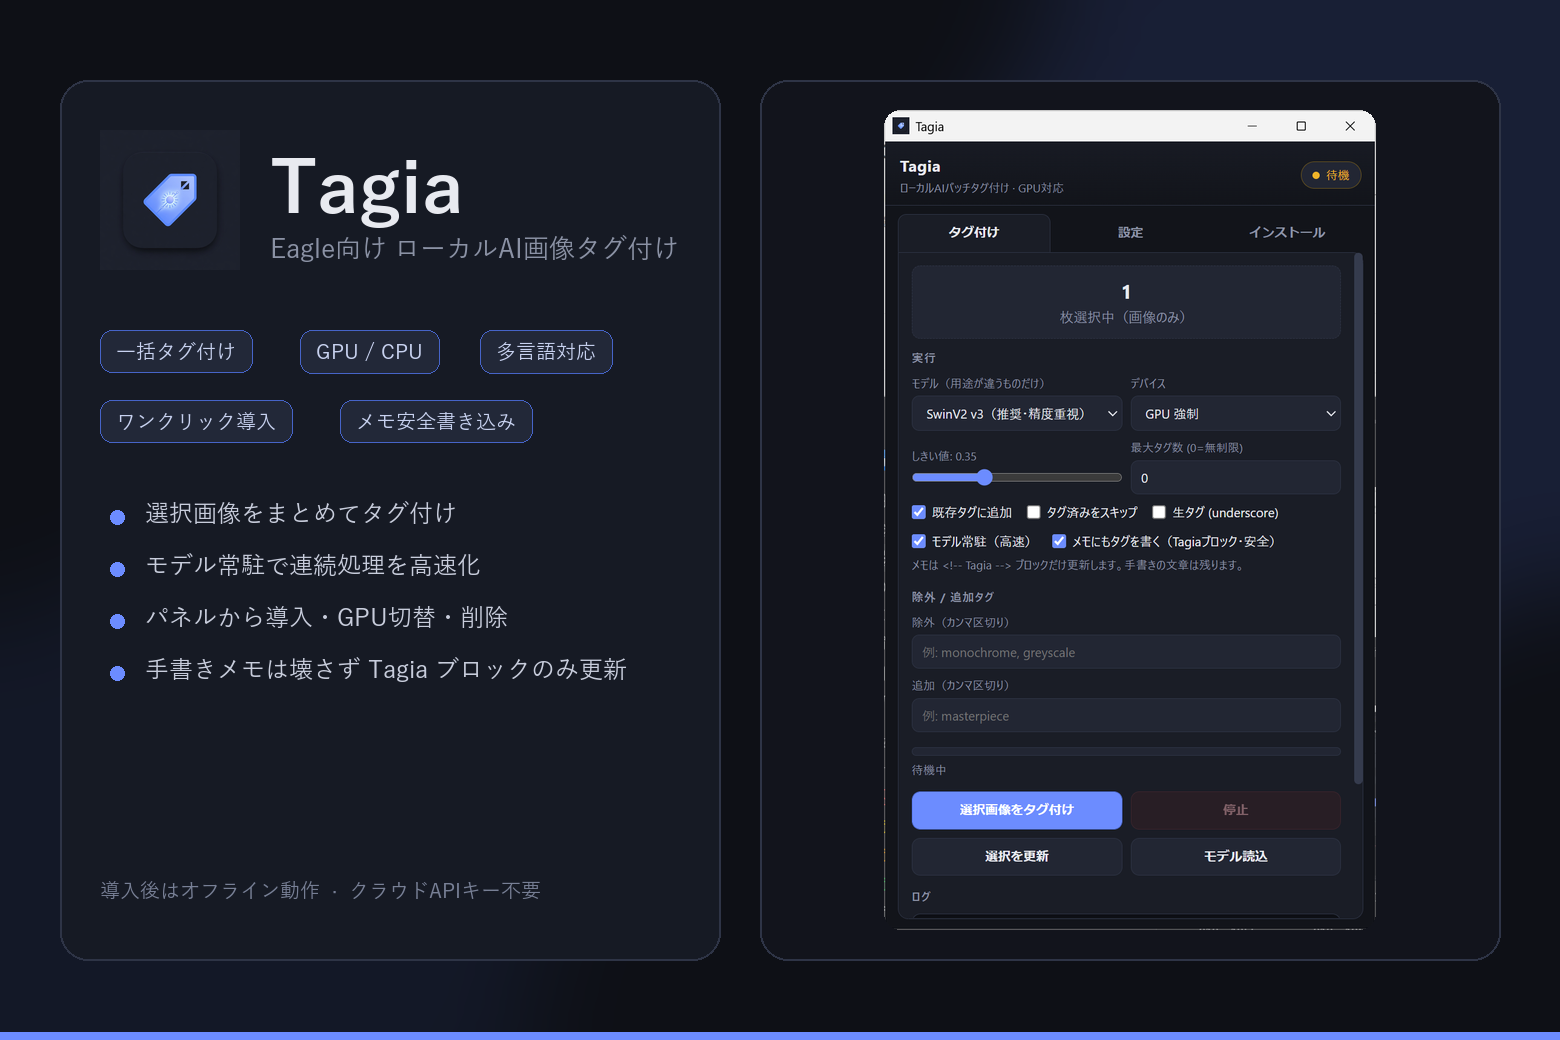 Tagia
Eagle向け ローカルAI画像タグ付け
一括タグ付け
GPU / CPU
多言語対応
ワンクリック導入
メモ安全書き込み
選択画像をまとめてタグ付け
モデル常駐で連続処理を高速化
パネルから導入・GPU切替・削除
手書きメモは壊さず Tagia ブロックのみ更新
導入後はオフライン動作 · クラウドAPIキー不要
Tagia
Tagia
ローカルAIバッチタグ付け · GPU対応
待機
タグ付け
設定
インストール
1
枚選択中（画像のみ）
実行
モデル（用途が違うものだけ）
デバイス
SwinV2 v3（推奨・精度重視）
GPU 強制
しきい値: 0.35
最大タグ数 (0=無制限)
0
既存タグに追加
タグ済みをスキップ
生タグ (underscore)
モデル常駐（高速）
メモにもタグを書く（Tagiaブロック・安全）
メモは <!-- Tagia --> ブロックだけ更新します。手書きの文章は残ります。
除外 / 追加タグ
除外（カンマ区切り）
例: monochrome, greyscale
追加（カンマ区切り）
例: masterpiece
待機中
選択画像をタグ付け
停止
選択を更新
モデル読込
ログ